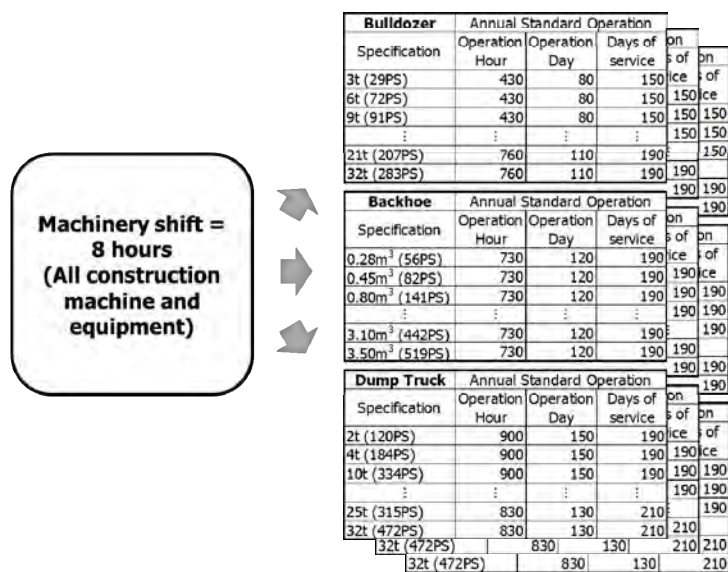 Machinery shift =
8 hours
(All construction
machine and
equipment)
Bulldozer Annual Standard Operation
Specification Operation Hour Operation Day Days of service
3t (29PS) 430 80 150
6t (72PS) 430 80 150
9t (91PS) 430 80 150
⋮ ⋮ ⋮ ⋮
21t (207PS) 760 110 190
32t (283PS) 760 110 190
Backhoe Annual Standard Operation
Specification Operation Hour Operation Day Days of service
0.28m³ (56PS) 730 120 190
0.45m³ (82PS) 730 120 190
0.80m³ (141PS) 730 120 190
⋮ ⋮ ⋮ ⋮
3.10m³ (442PS) 730 120 190
3.50m³ (519PS) 730 120 190
Dump Truck Annual Standard Operation
Specification Operation Hour Operation Day Days of service
2t (120PS) 900 150 190
4t (184PS) 900 150 190
10t (334PS) 900 150 190
⋮ ⋮ ⋮ ⋮
25t (315PS) 830 130 210
32t (472PS) 830 130 210
32t (472PS) 830 130 210
32t (472PS) 830 130 210